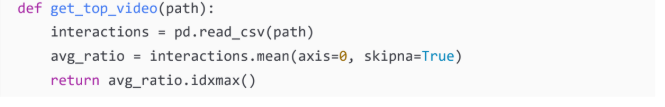 def get_top_video(path):
    interactions = pd.read_csv(path)
    avg_ratio = interactions.mean(axis=0, skipna=True)
    return avg_ratio.idxmax()